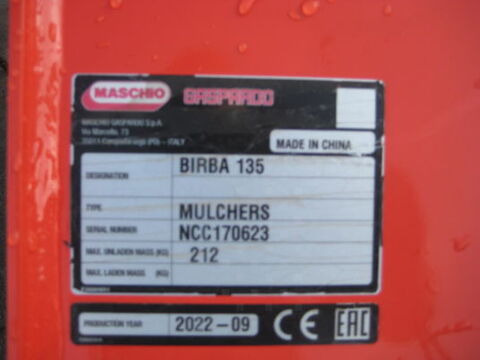 MASCHIO GASPARDO
MASCHIO GASPARDO S.p.A.
Via Marcello, 73
35011 Campodarsego (PD) - ITALY
MADE IN CHINA
DESIGNATION BIRBA 135
TYPE MULCHERS
SERIAL NUMBER NCC170623
MAX. UNLADEN MASS (KG) 212
MAX. LADEN MASS (KG)
PRODUCTION YEAR 2022-09 CE EAC